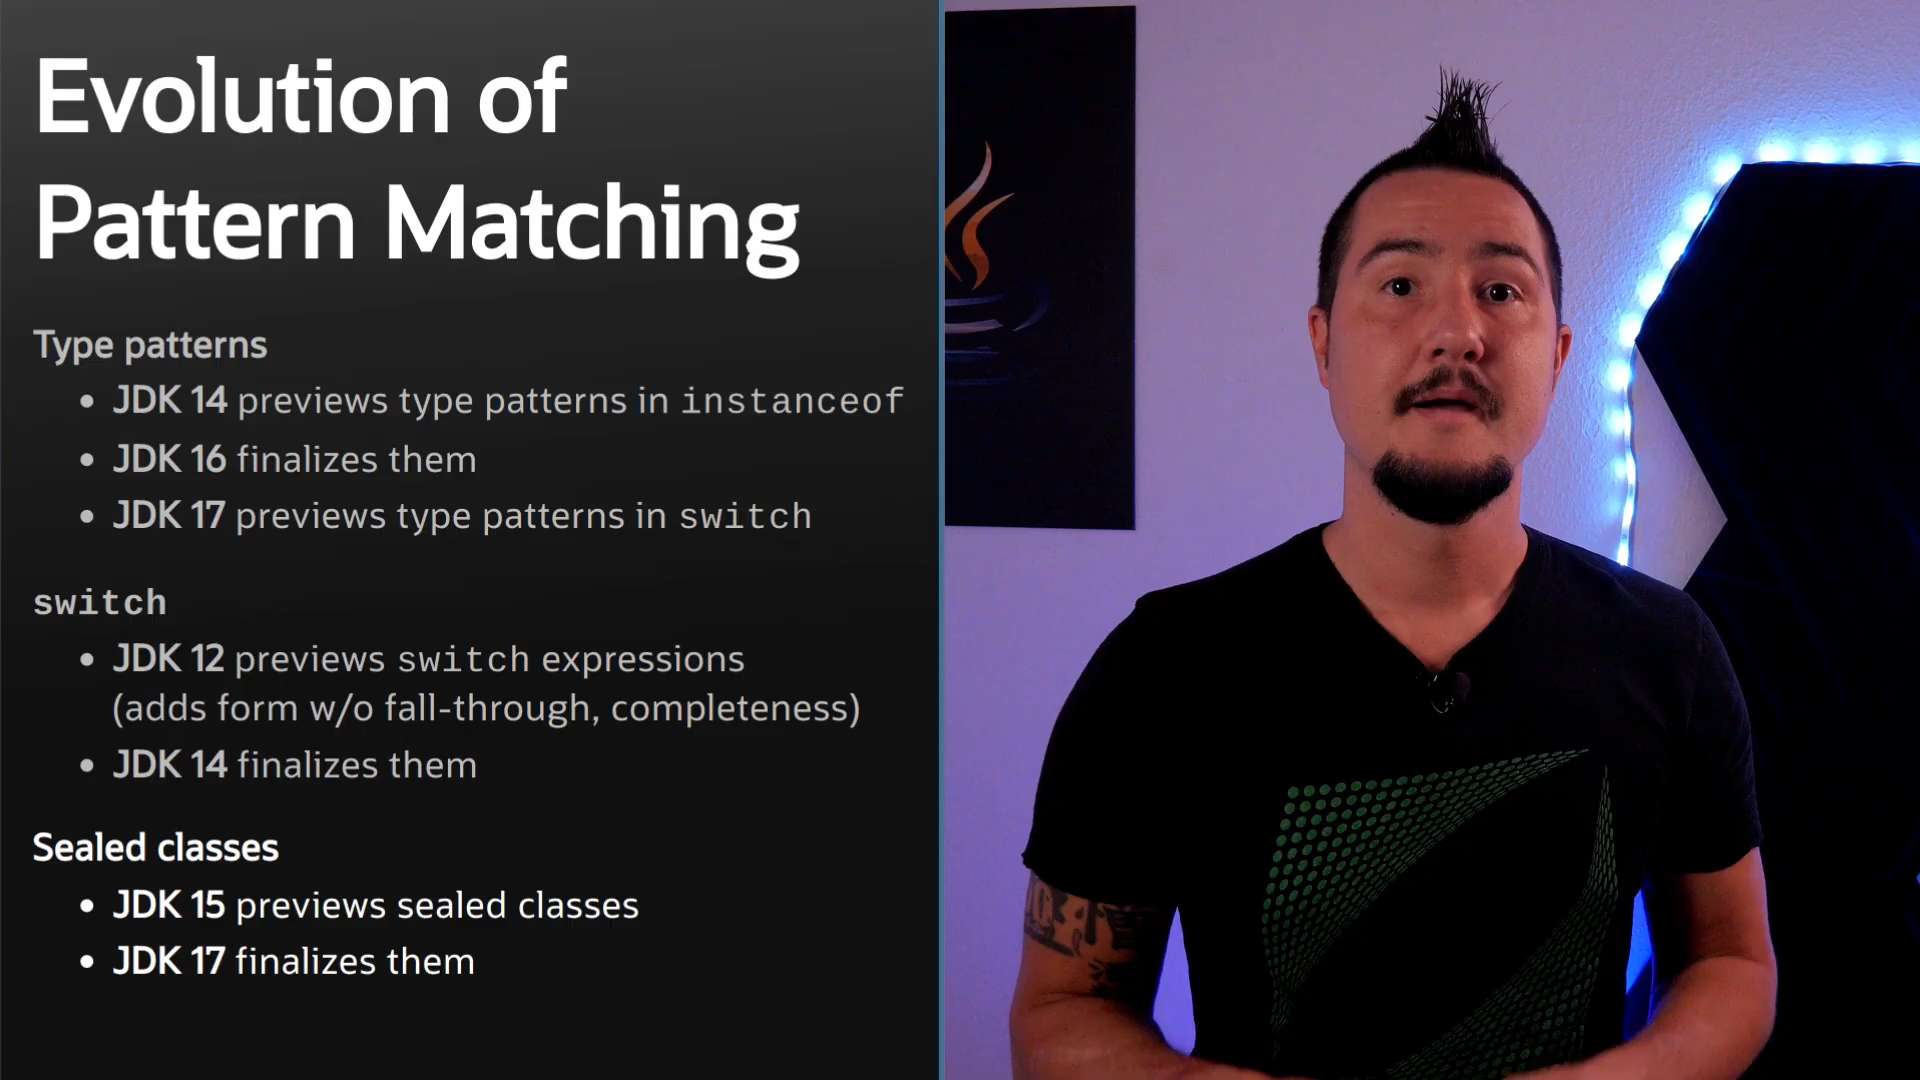 Evolution of
Pattern Matching
Type patterns
• JDK 14 previews type patterns in instanceof
• JDK 16 finalizes them
• JDK 17 previews type patterns in switch
switch
• JDK 12 previews switch expressions
(adds form w/o fall-through, completeness)
• JDK 14 finalizes them
Sealed classes
• JDK 15 previews sealed classes
• JDK 17 finalizes them